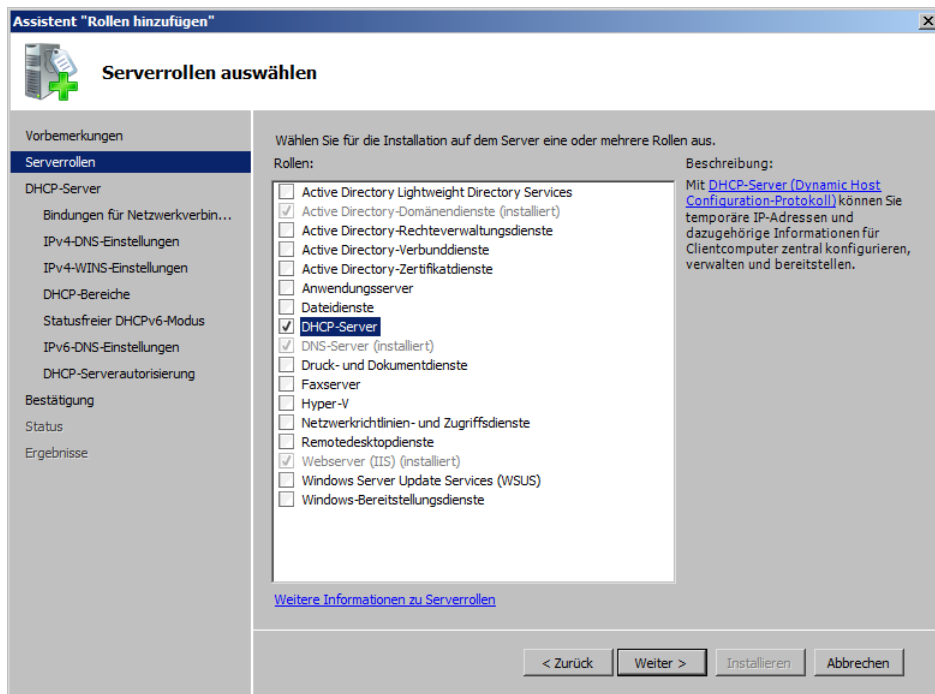 Assistent "Rollen hinzufügen"
Serverrollen auswählen
Vorbemerkungen
Serverrollen
DHCP-Server
Bindungen für Netzwerkverbin...
IPv4-DNS-Einstellungen
IPv4-WINS-Einstellungen
DHCP-Bereiche
Statusfreier DHCPv6-Modus
IPv6-DNS-Einstellungen
DHCP-Serverautorisierung
Bestätigung
Status
Ergebnisse
Wählen Sie für die Installation auf dem Server eine oder mehrere Rollen aus.
Rollen:
Active Directory Lightweight Directory Services
Active Directory-Domänendienste (installiert)
Active Directory-Rechteverwaltungsdienste
Active Directory-Verbunddienste
Active Directory-Zertifikatdienste
Anwendungsserver
Dateidienste
DHCP-Server
DNS-Server (installiert)
Druck- und Dokumentdienste
Faxserver
Hyper-V
Netzwerkrichtlinien- und Zugriffsdienste
Remotedesktopdienste
Webserver (IIS) (installiert)
Windows Server Update Services (WSUS)
Windows-Bereitstellungsdienste
Weitere Informationen zu Serverrollen
Beschreibung:
Mit DHCP-Server (Dynamic Host
Configuration-Protokoll) können Sie
temporäre IP-Adressen und
dazugehörige Informationen für
Clientcomputer zentral konfigurieren,
verwalten und bereitstellen.
< Zurück
Weiter >
Installieren
Abbrechen